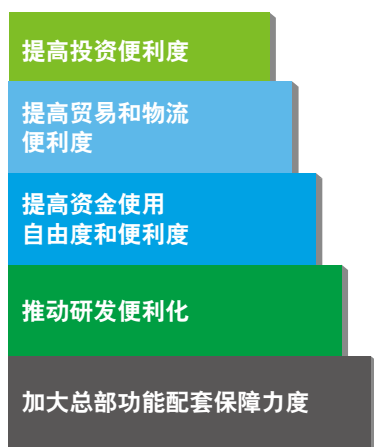 提高投资便利度
提高贸易和物流
便利度
提高资金使用
自由度和便利度
推动研发便利化
加大总部功能配套保障力度